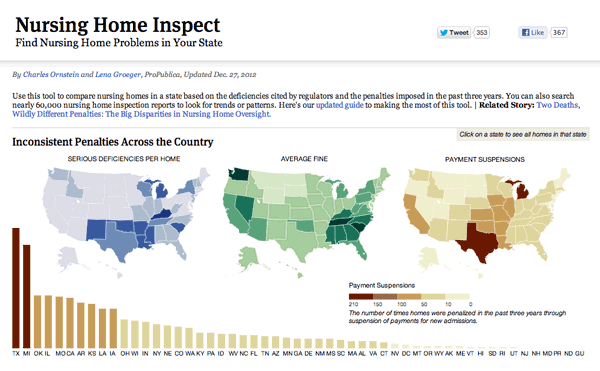 Nursing Home Inspect
Find Nursing Home Problems in Your State
Tweet 353
Like 367
By Charles Ornstein and Lena Groeger, ProPublica, Updated Dec. 27, 2012
Use this tool to compare nursing homes in a state based on the deficiencies cited by regulators and the penalties imposed in the past three years. You can also search
nearly 60,000 nursing home inspection reports to look for trends or patterns. Here's our updated guide to making the most of this tool. | Related Story: Two Deaths,
Wildly Different Penalties: The Big Disparities in Nursing Home Oversight.
Click on a state to see all homes in that state
Inconsistent Penalties Across the Country
SERIOUS DEFICIENCIES PER HOME
AVERAGE FINE
PAYMENT SUSPENSIONS
Payment Suspensions
210 150 100 50 10 0
The number of times homes were penalized in the past three years through
suspension of payments for new admissions.
TX MI OK IL MO CA AR KS LA IA OH WI IN NY NE CO WA KY PA ID WV NC FL TN AZ MN GA DE NM MS SC MA AL VA CT NV DC MT OR WY AK ME VT HI SD RI UT NJ NH MD PR ND GU